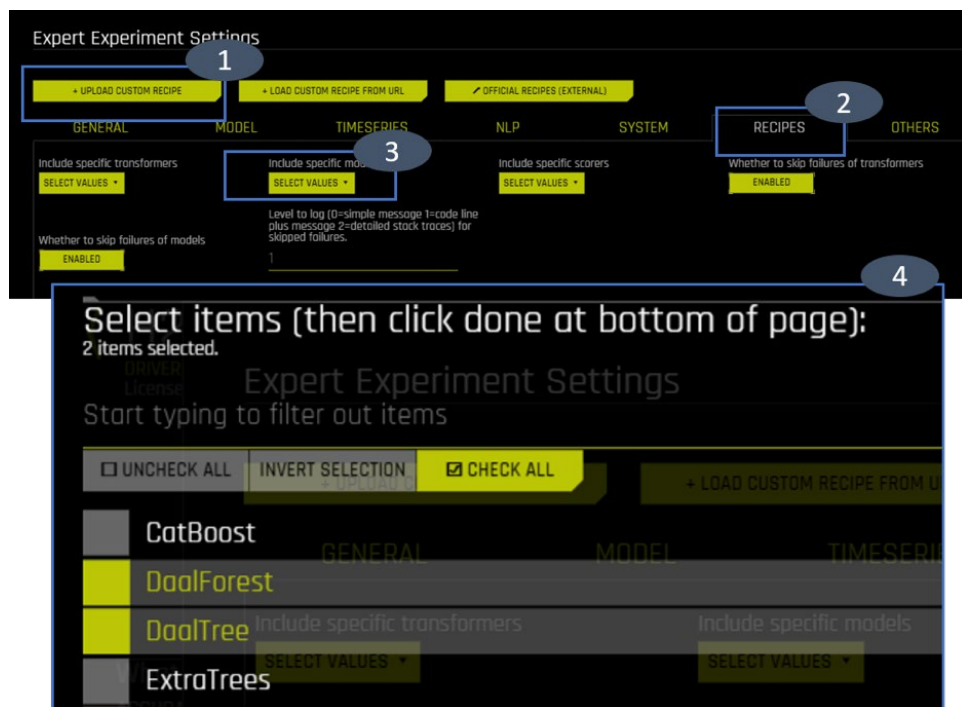 Expert Experiment Settings
1
+ UPLOAD CUSTOM RECIPE
+ LOAD CUSTOM RECIPE FROM URL
OFFICIAL RECIPES (EXTERNAL)
2
GENERAL MODEL TIMESERIES NLP SYSTEM RECIPES OTHERS
3
Include specific transformers
SELECT VALUES
Include specific
SELECT VALUES
Include specific scorers
SELECT VALUES
Whether to skip failures of transformers
ENABLED
Whether to skip failures of models
ENABLED
Level to log (0=simple message 1=code line
plus message 2=detailed stack traces) for
skipped failures.
1
4
Select items (then click done at bottom of page):
2 items selected.
DRIVER
License
Expert Experiment Settings
Start typing to filter out items
UNCHECK ALL
INVERT SELECTION
CHECK ALL
+ UPLOAD C
+ LOAD CUSTOM RECIPE FROM U
CatBoost
GENERAL MODEL TIMESERIE
DaalForest
DaalTree
Include specific transformers
SELECT VALUES
Include specific models
SELECT VALUES
ExtraTrees